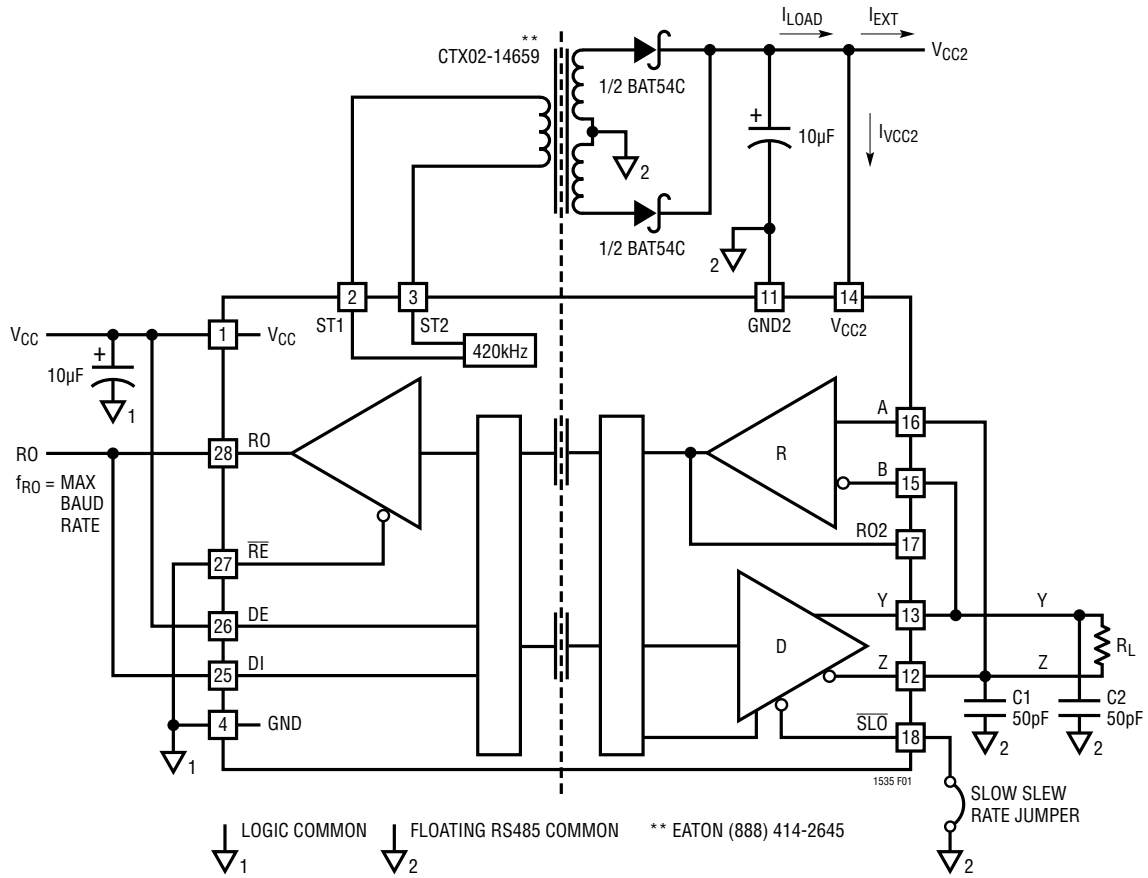 I_LOAD
I_EXT
**
CTX02-14659
V_CC2
1/2 BAT54C
+
10µF
I_VCC2
2
1/2 BAT54C
2
2
3
11
14
ST1
ST2
GND2
V_CC2
V_CC
1
V_CC
420kHz
+
10µF
1
A
16
RO
28
RO
R
B
15
f_RO = MAX
BAUD
RATE
RO2
17
27
R̅E̅
Y
13
Y
26
DE
D
R_L
Z
12
Z
25
DI
C1
50pF
C2
50pF
4
GND
S̅L̅O̅
18
2
2
1
1535 F01
SLOW SLEW
RATE JUMPER
LOGIC COMMON
1
FLOATING RS485 COMMON
2
** EATON (888) 414-2645
2